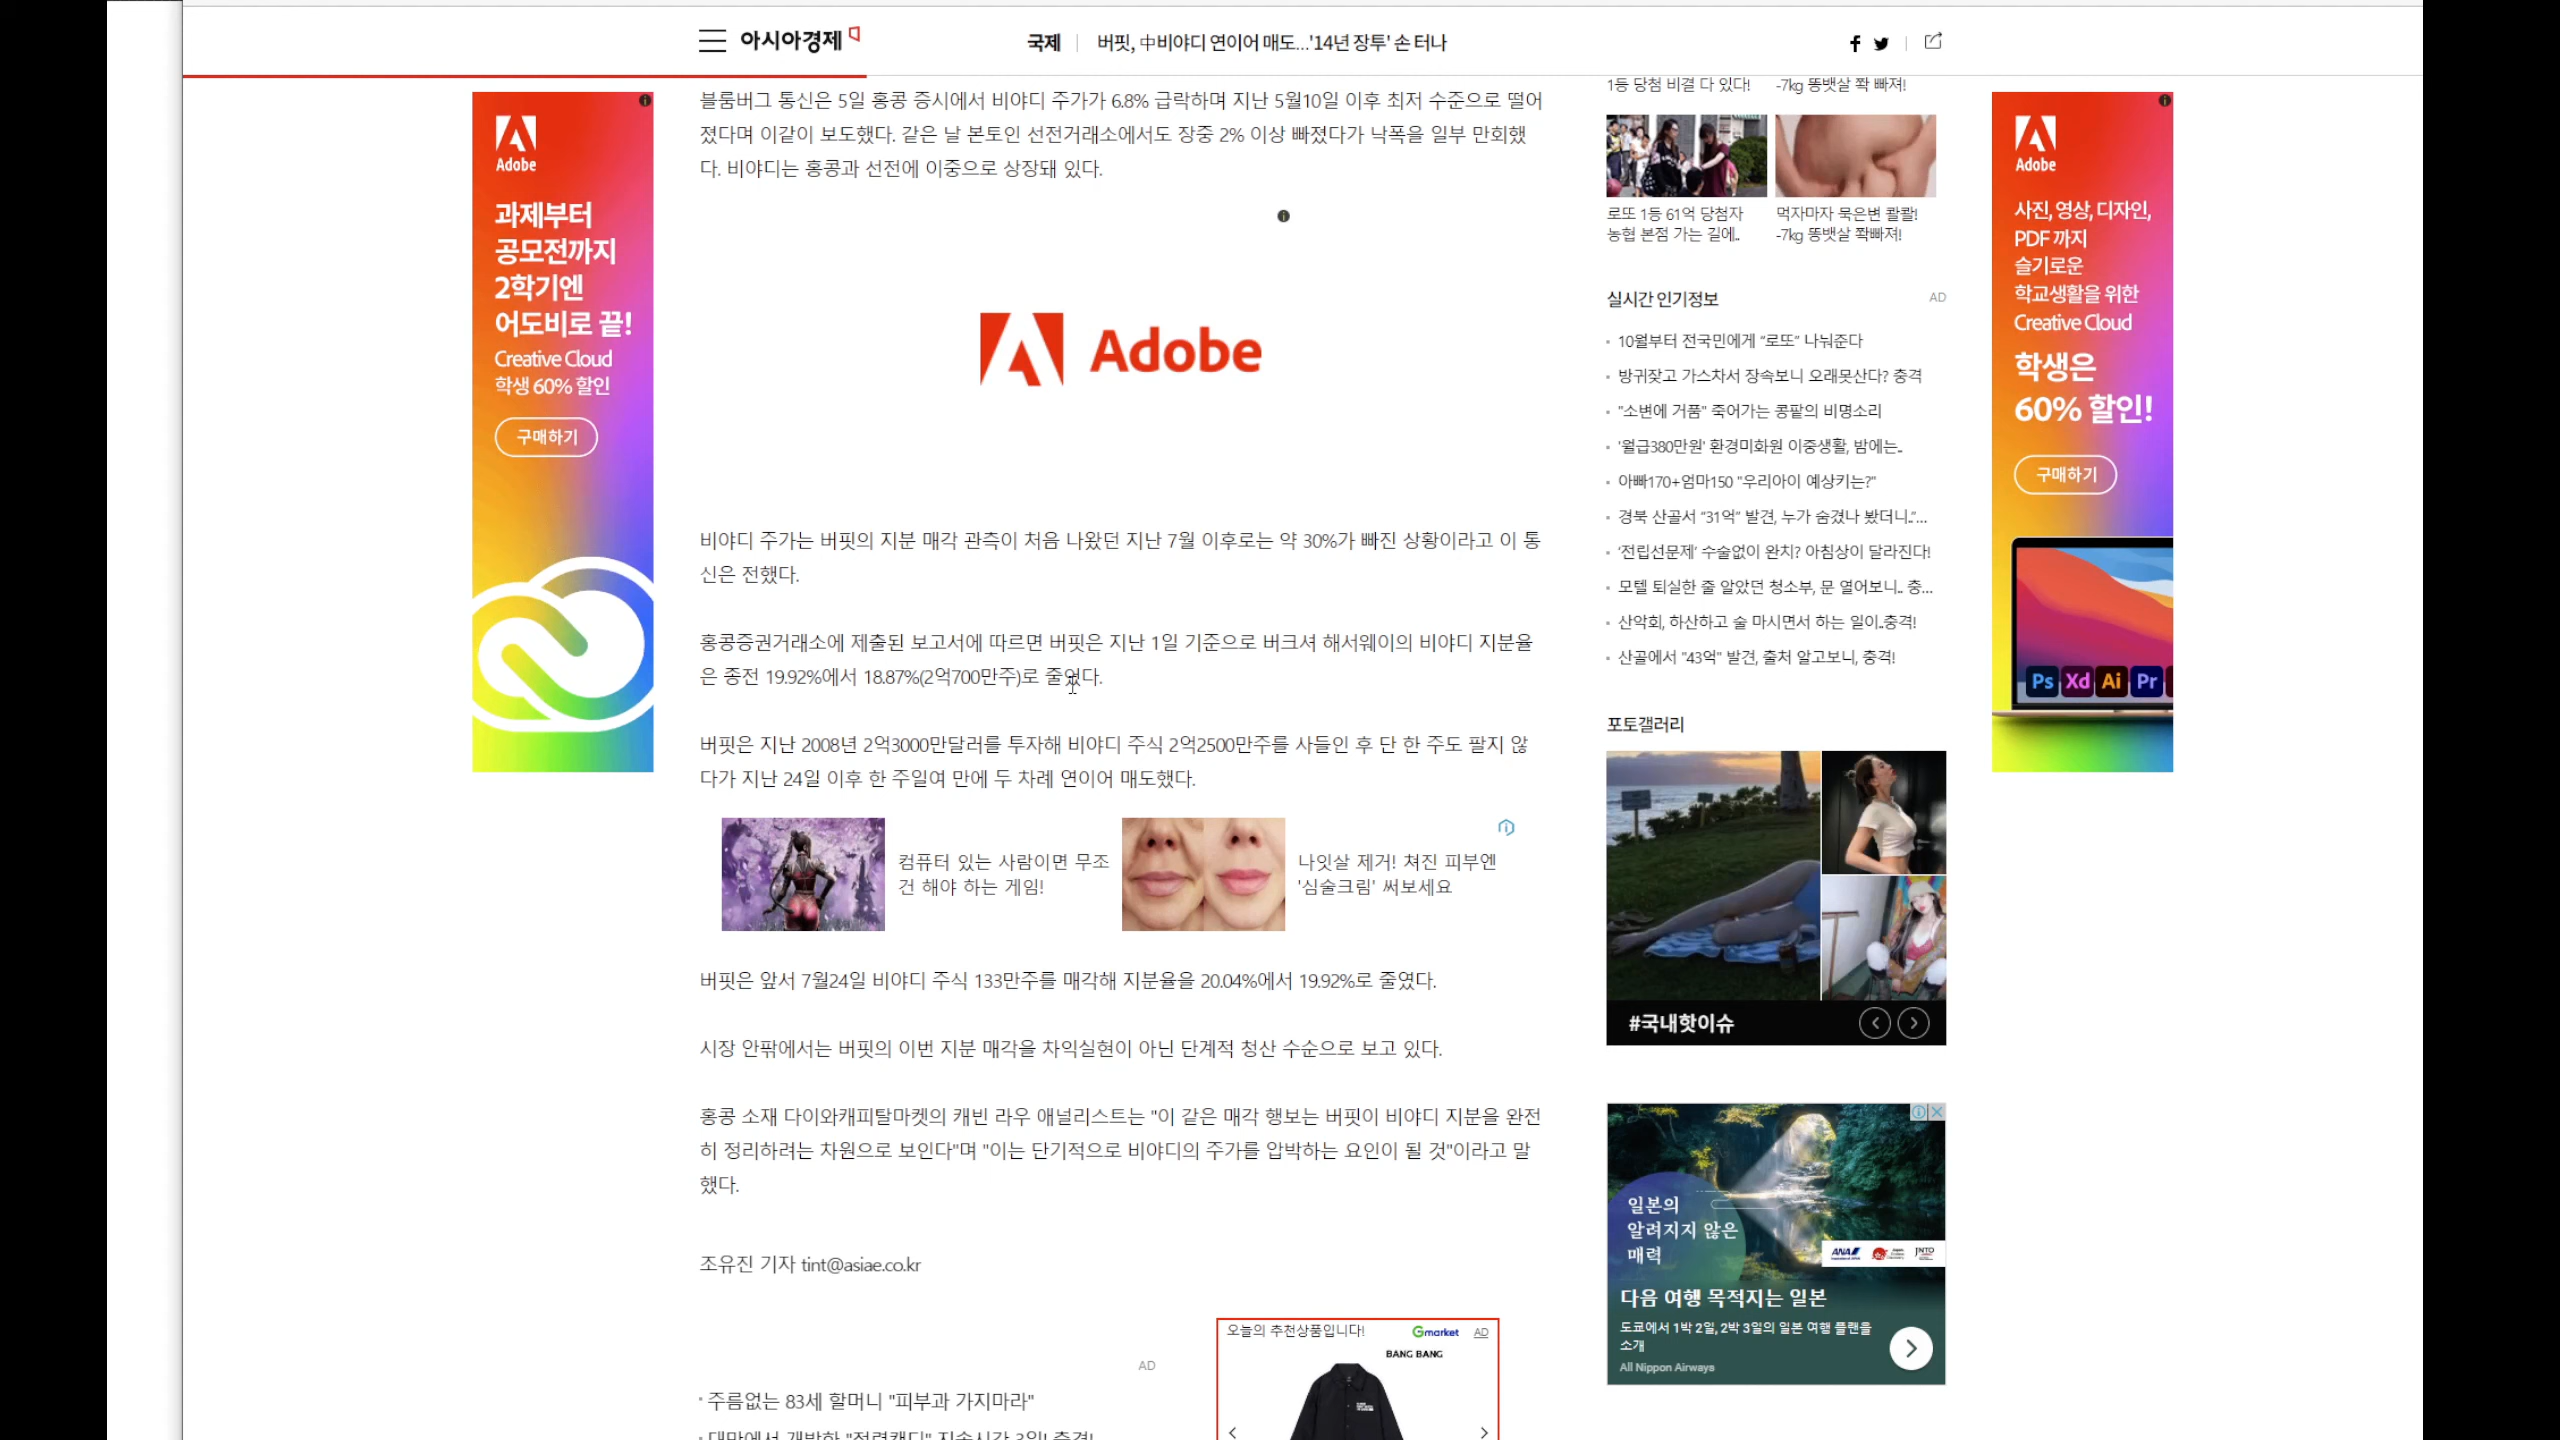 아시아경제
국제
버핏, 中비야디 연이어 매도...'14년 장투' 손 터나
블룸버그 통신은 5일 홍콩 증시에서 비야디 주가가 6.8% 급락하며 지난 5월10일 이후 최저 수준으로 떨어
졌다며 이같이 보도했다. 같은 날 본토인 선전거래소에서도 장중 2% 이상 빠졌다가 낙폭을 일부 만회했
다. 비야디는 홍콩과 선전에 이중으로 상장돼 있다.
Adobe
비야디 주가는 버핏의 지분 매각 관측이 처음 나왔던 지난 7월 이후로는 약 30%가 빠진 상황이라고 이 통
신은 전했다.
홍콩증권거래소에 제출된 보고서에 따르면 버핏은 지난 1일 기준으로 버크셔 해서웨이의 비야디 지분율
은 종전 19.92%에서 18.87%(2억700만주)로 줄였다.
버핏은 지난 2008년 2억3000만달러를 투자해 비야디 주식 2억2500만주를 사들인 후 단 한 주도 팔지 않
다가 지난 24일 이후 한 주일여 만에 두 차례 연이어 매도했다.
컴퓨터 있는 사람이면 무조
건 해야 하는 게임!
나잇살 제거! 쳐진 피부엔
'심술크림' 써보세요
버핏은 앞서 7월24일 비야디 주식 133만주를 매각해 지분율을 20.04%에서 19.92%로 줄였다.
시장 안팎에서는 버핏의 이번 지분 매각을 차익실현이 아닌 단계적 청산 수순으로 보고 있다.
홍콩 소재 다이와캐피탈마켓의 캐빈 라우 애널리스트는 "이 같은 매각 행보는 버핏이 비야디 지분을 완전
히 정리하려는 차원으로 보인다"며 "이는 단기적으로 비야디의 주가를 압박하는 요인이 될 것"이라고 말
했다.
조유진 기자 tint@asiae.co.kr
AD
주름없는 83세 할머니 "피부과 가지마라"
오늘의 추천상품입니다!
Gmarket
AD
BANG BANG
Adobe
과제부터
공모전까지
2학기엔
어도비로 끝!
Creative Cloud
학생 60% 할인
구매하기
1등 당첨 비결 다 있다!
-7kg 똥뱃살 쫙 빠져!
로또 1등 61억 당첨자
농협 본점 가는 길에..
먹자마자 묵은변 콸콸!
-7kg 똥뱃살 쫙빠져!
실시간 인기정보
AD
10월부터 전국민에게 "로또" 나눠준다
방귀잦고 가스차서 장속보니 오래못산다? 충격
"소변에 거품" 죽어가는 콩팥의 비명소리
'월급380만원' 환경미화원 이중생활, 밤에는..
아빠170+엄마150 "우리아이 예상키는?"
경북 산골서 "31억" 발견, 누가 숨겼나 봤더니.."...
'전립선문제' 수술없이 완치? 아침상이 달라진다!
모텔 퇴실한 줄 알았던 청소부, 문 열어보니.. 충...
산악회, 하산하고 술 마시면서 하는 일이..충격!
산골에서 "43억" 발견, 출처 알고보니, 충격!
포토갤러리
#국내핫이슈
일본의
알려지지 않은
매력
ANA
JNTO
다음 여행 목적지는 일본
도쿄에서 1박 2일, 2박 3일의 일본 여행 플랜을
소개
All Nippon Airways
Adobe
사진, 영상, 디자인,
PDF 까지
슬기로운
학교생활을 위한
Creative Cloud
학생은
60% 할인!
구매하기
Ps Xd Ai Pr